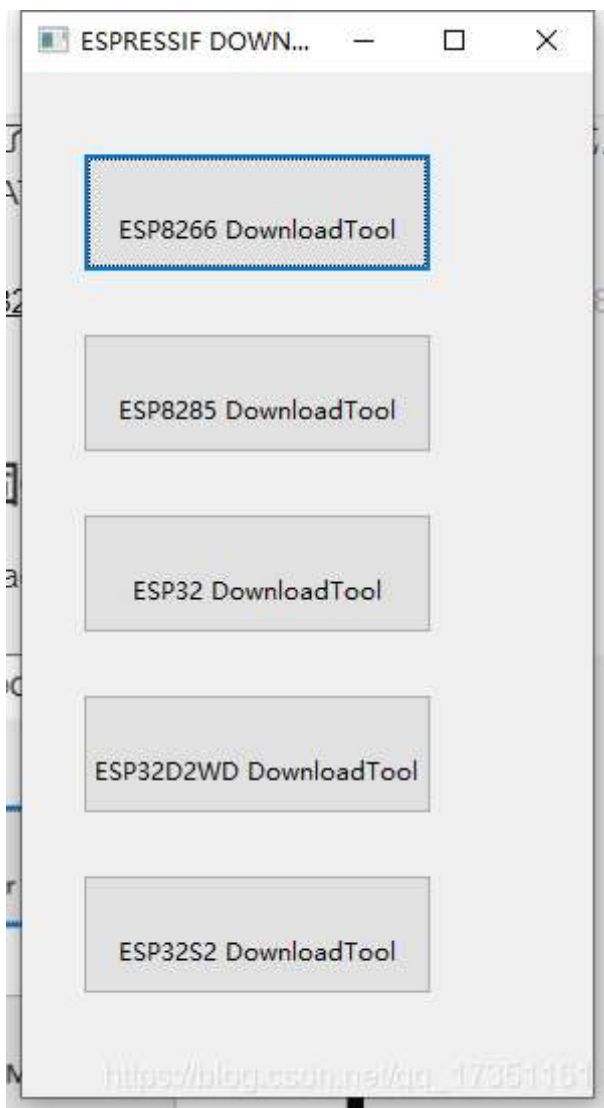 ESPRESSIF DOWN...
ESP8266 DownloadTool
ESP8285 DownloadTool
ESP32 DownloadTool
ESP32D2WD DownloadTool
ESP32S2 DownloadTool
https://blog.csdn.net/qq_17351161